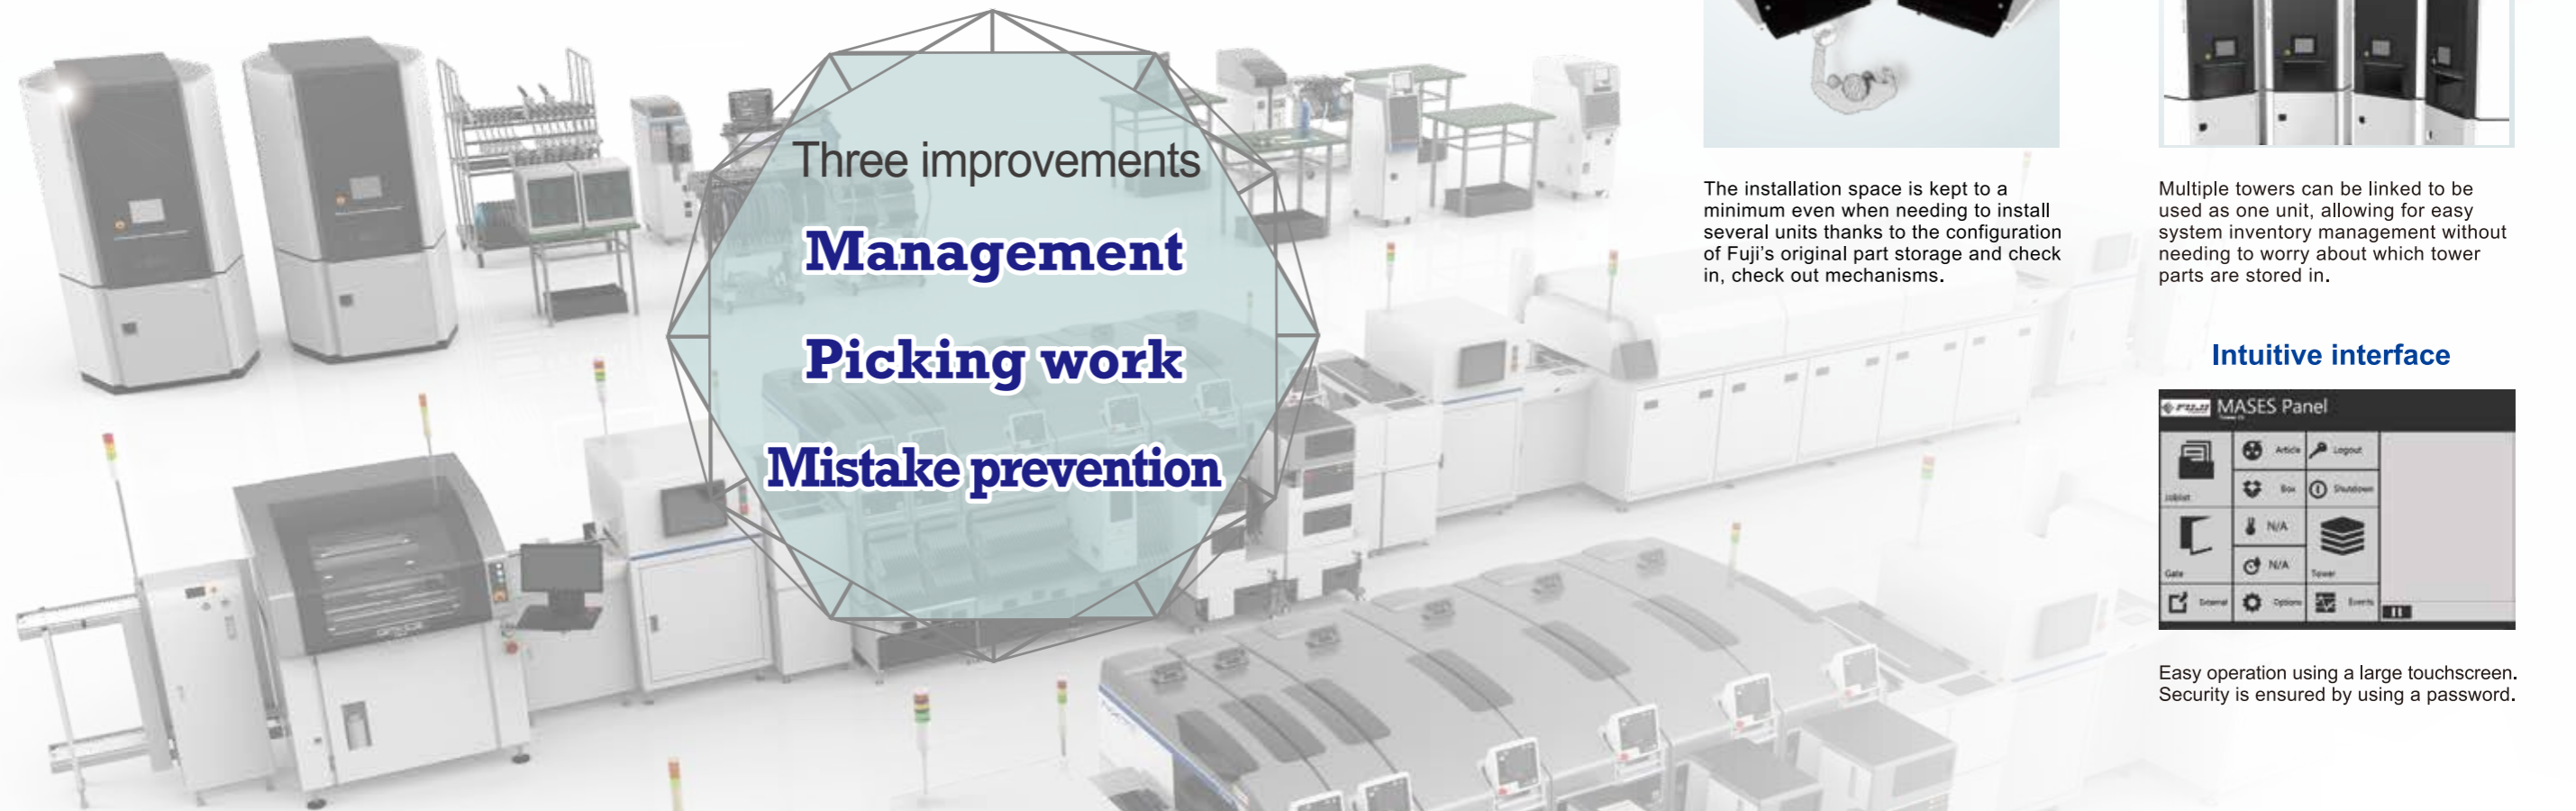 Three improvements
Management
Picking work
Mistake prevention
The installation space is kept to a
minimum even when needing to install
several units thanks to the configuration
of Fuji's original part storage and check
in, check out mechanisms.
Multiple towers can be linked to be
used as one unit, allowing for easy
system inventory management without
needing to worry about which tower
parts are stored in.
Intuitive interface
FUJI MASES Panel
Joblist
Article
Logout
Box
Shutdown
Gate
N/A
N/A
Tower
External
Options
Events
Easy operation using a large touchscreen.
Security is ensured by using a password.